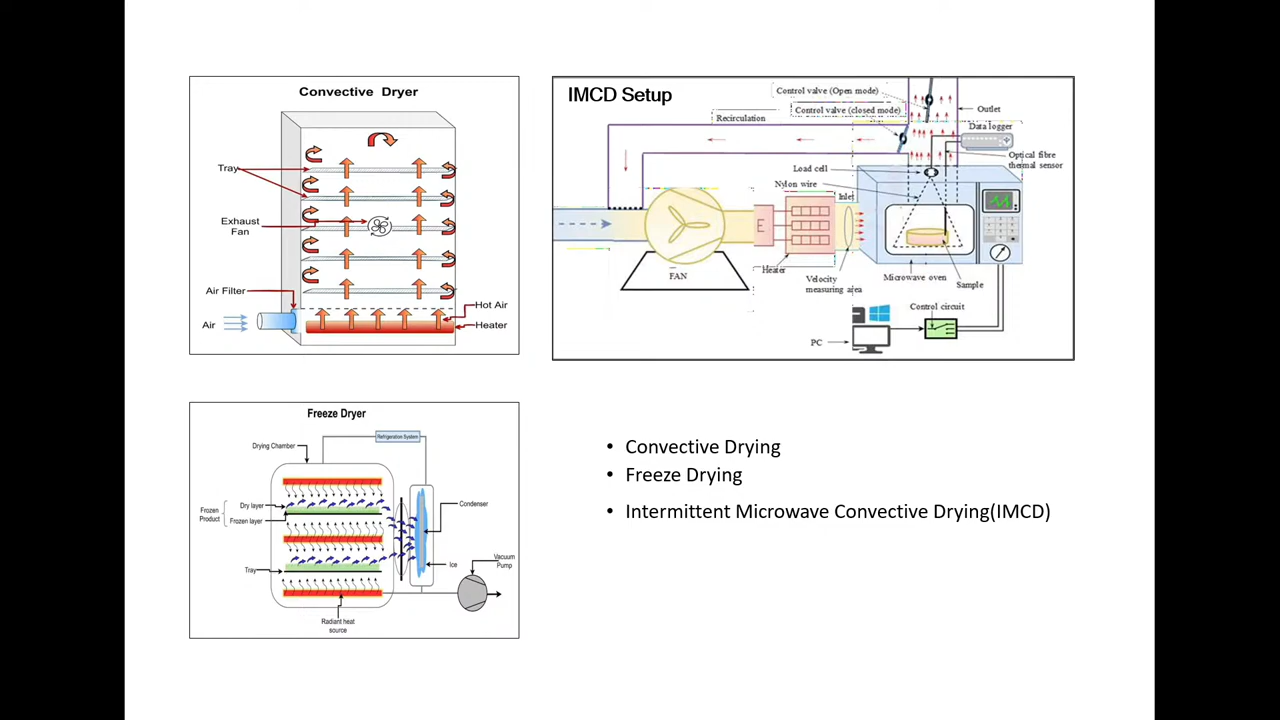 Convective Dryer
Tray
Exhaust
Fan
Air Filter
Air
Hot Air
Heater
IMCD Setup
Control valve (Open mode)
Control valve (closed mode)
Recirculation
Outlet
Data logger
Optical fibre
thermal sensor
Load cell
Nylon wire
Inlet
E
FAN
Heater
Velocity
measuring area
Microwave oven
Sample
Control circuit
PC
Freeze Dryer
Refrigeration System
Drying Chamber
Dry layer
Frozen
Product
Frozen layer
Tray
Condenser
Ice
Vacuum
Pump
Radiant heat
source
• Convective Drying
• Freeze Drying
• Intermittent Microwave Convective Drying(IMCD)